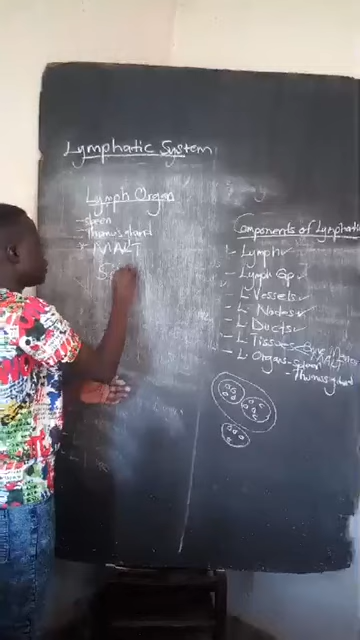 Lymphatic System
Lymph Organ
- Spleen
- Thymus gland
- MALT
Components of Lymphatic
- Lymph ✓
- Lymph Cap ✓
- L. Vessels ✓
- L. Nodes ✓
- L. Ducts ✓
- L. Tissues
- L. Organs - Spleen
- Thymus gland